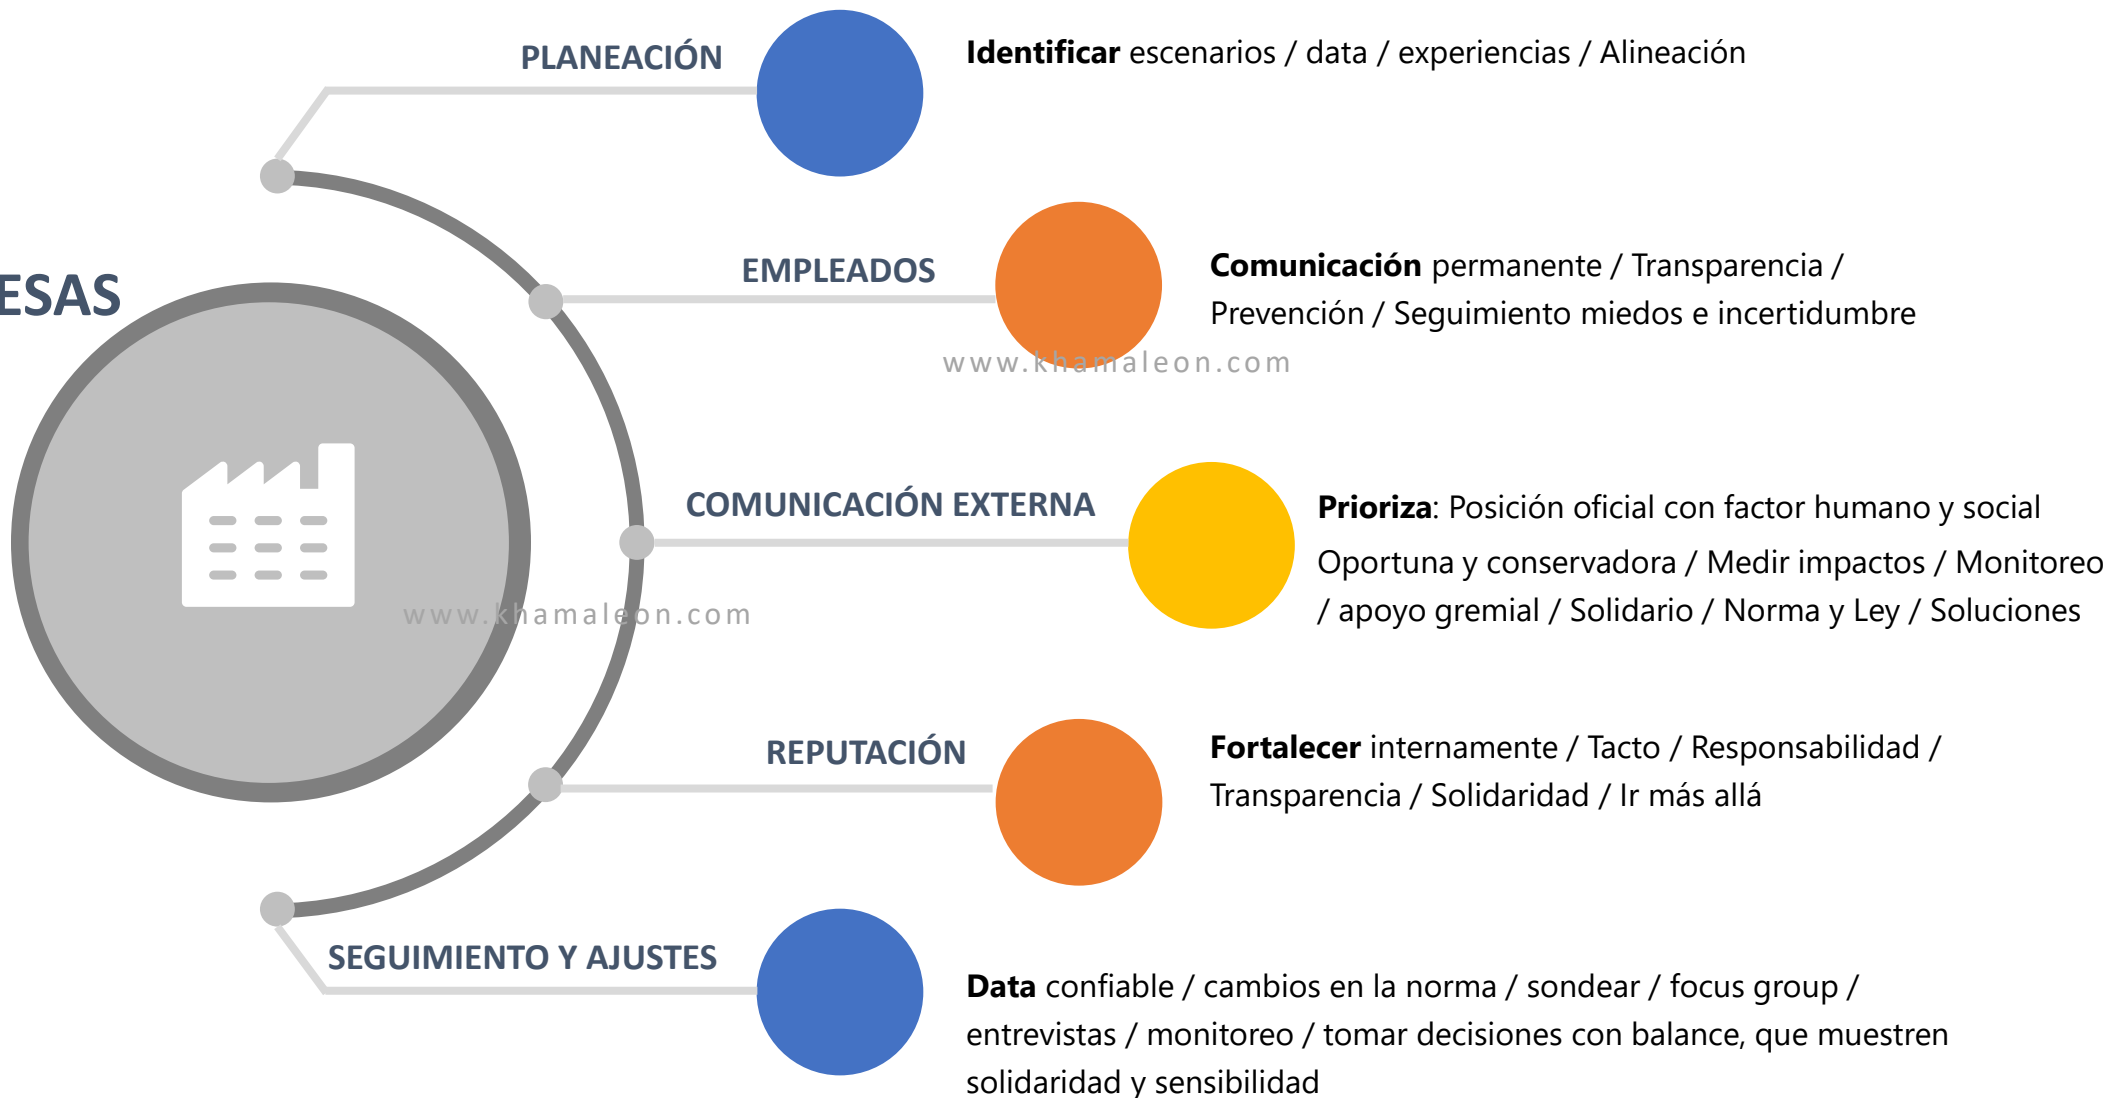 PLANEACIÓN
Identificar escenarios / data / experiencias / Alineación
ESAS
EMPLEADOS
Comunicación permanente / Transparencia /
Prevención / Seguimiento miedos e incertidumbre
www.khamaleon.com
COMUNICACIÓN EXTERNA
Prioriza: Posición oficial con factor humano y social
Oportuna y conservadora / Medir impactos / Monitoreo
/ apoyo gremial / Solidario / Norma y Ley / Soluciones
www.khamaleon.com
REPUTACIÓN
Fortalecer internamente / Tacto / Responsabilidad /
Transparencia / Solidaridad / Ir más allá
SEGUIMIENTO Y AJUSTES
Data confiable / cambios en la norma / sondear / focus group /
entrevistas / monitoreo / tomar decisiones con balance, que muestren
solidaridad y sensibilidad